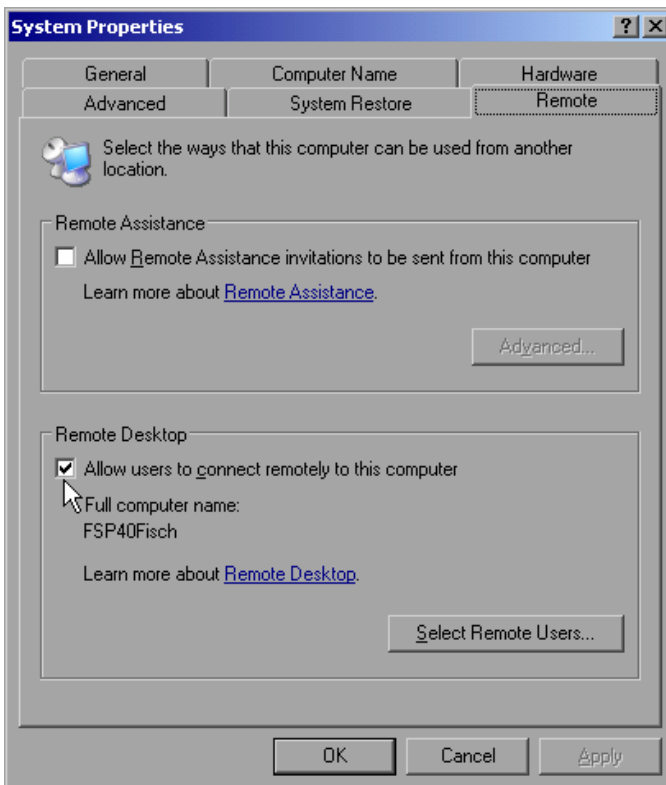 System Properties
General
Computer Name
Hardware
Advanced
System Restore
Remote
Select the ways that this computer can be used from another
location.
Remote Assistance
Allow Remote Assistance invitations to be sent from this computer
Learn more about Remote Assistance.
Advanced...
Remote Desktop
Allow users to connect remotely to this computer
Full computer name:
FSP40Fisch
Learn more about Remote Desktop.
Select Remote Users...
OK
Cancel
Apply